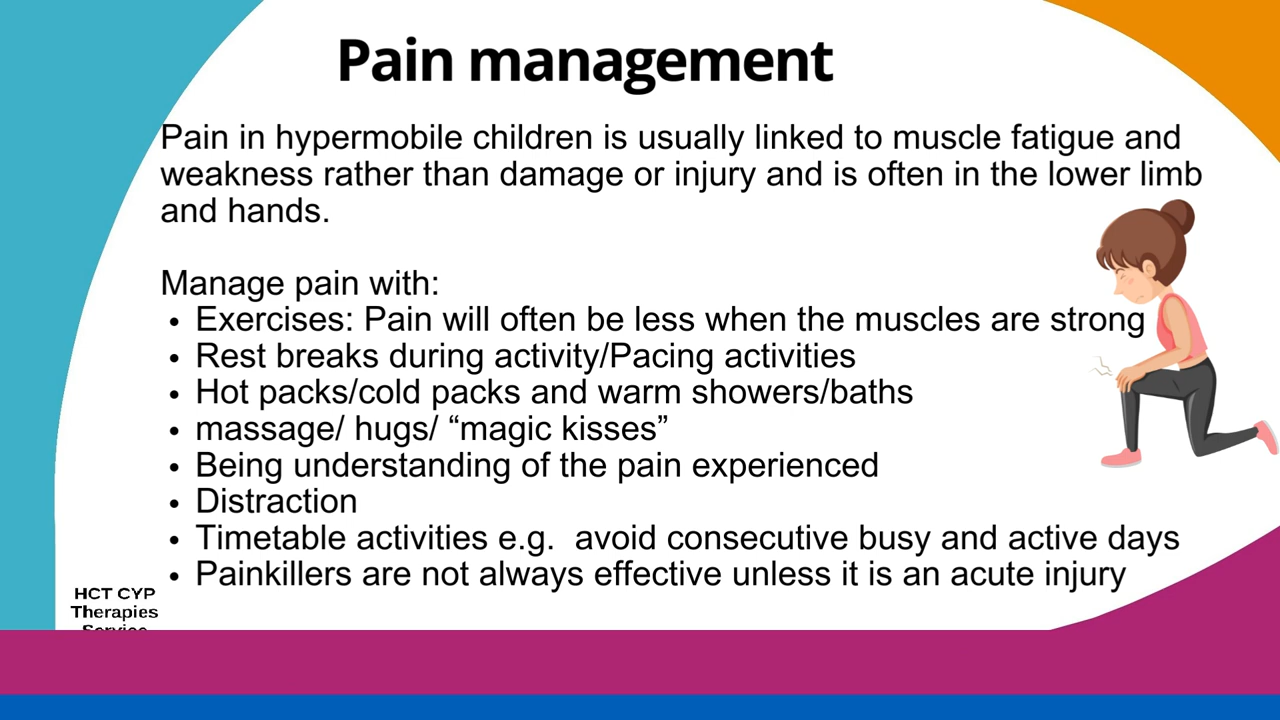 Pain management
Pain in hypermobile children is usually linked to muscle fatigue and
weakness rather than damage or injury and is often in the lower limb
and hands.
Manage pain with:
• Exercises: Pain will often be less when the muscles are strong
• Rest breaks during activity/Pacing activities
• Hot packs/cold packs and warm showers/baths
• massage/ hugs/ “magic kisses”
• Being understanding of the pain experienced
• Distraction
• Timetable activities e.g.  avoid consecutive busy and active days
• Painkillers are not always effective unless it is an acute injury
HCT CYP
Therapies
Service